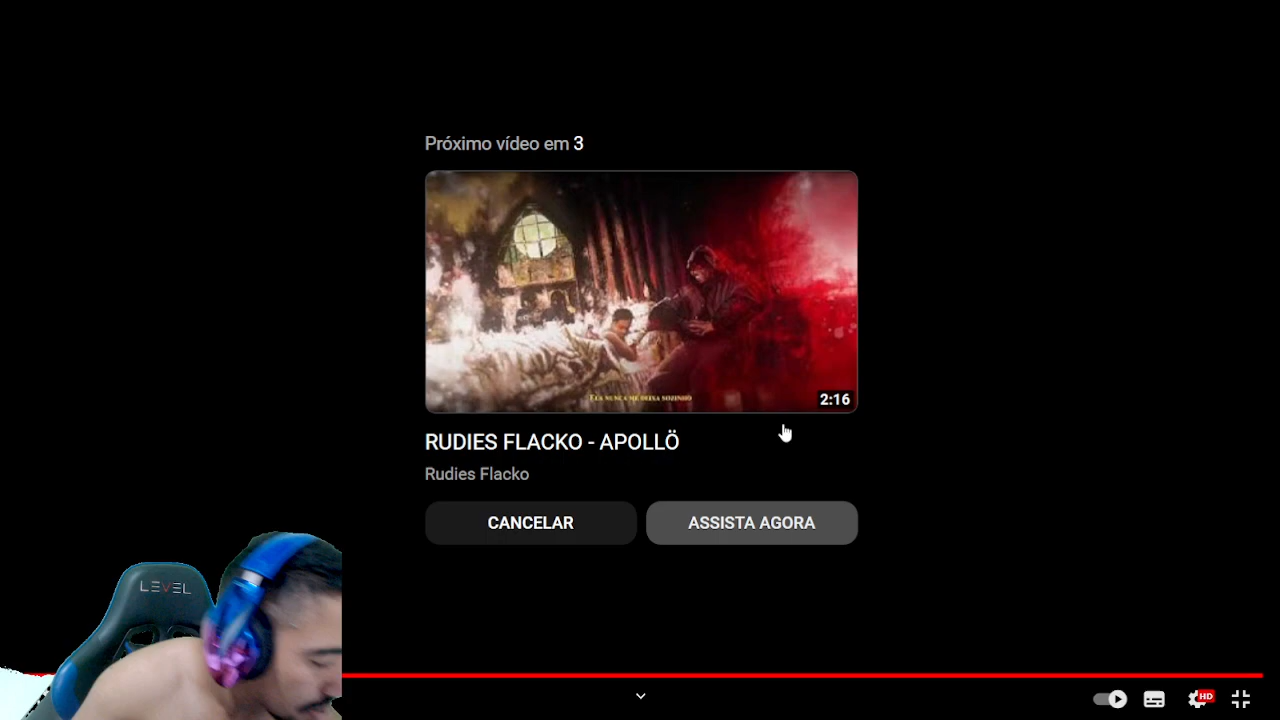 Próximo vídeo em 3
ELA NUNCA ME DEIXA SOZINHO
2:16
RUDIES FLACKO - APOLLÖ
Rudies Flacko
CANCELAR
ASSISTA AGORA
LEVEL
HD